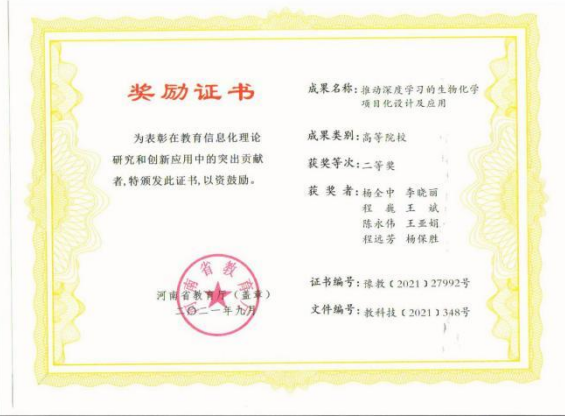 奖励证书
为表彰在教育信息化理论
研究和创新应用中的突出贡献
者,特颁发此证书,以资鼓励。
河南省教育厅(盖章)
二〇二一年九月
河南省教育厅
成果名称:推动深度学习的生物化学
项目化设计及应用
成果类别:高等院校
获奖等次:二等奖
获奖者:杨全中 李晓丽
程 王 斌
陈永伟 王亚娟
程远芳 杨保胜
证书编号:豫教〔2021〕27992号
文件编号:教科技〔2021〕348号